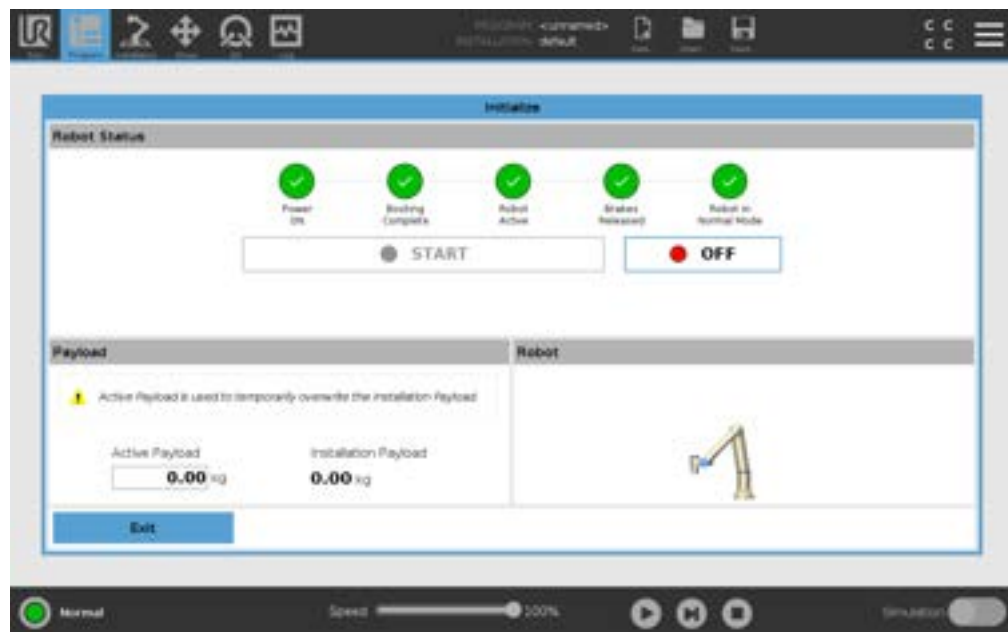 PROGRAM <unnamed>
INSTALLATION default
Initialize
Robot Status
Power
ON
Booting
Complete
Robot
Active
Brakes
Released
Robot in
Normal Mode
START
OFF
Payload
Robot
Active Payload is used to temporarily overwrite the Installation Payload
Active Payload
Installation Payload
0.00 kg
0.00 kg
Exit
Normal
Speed
100%
Simulation